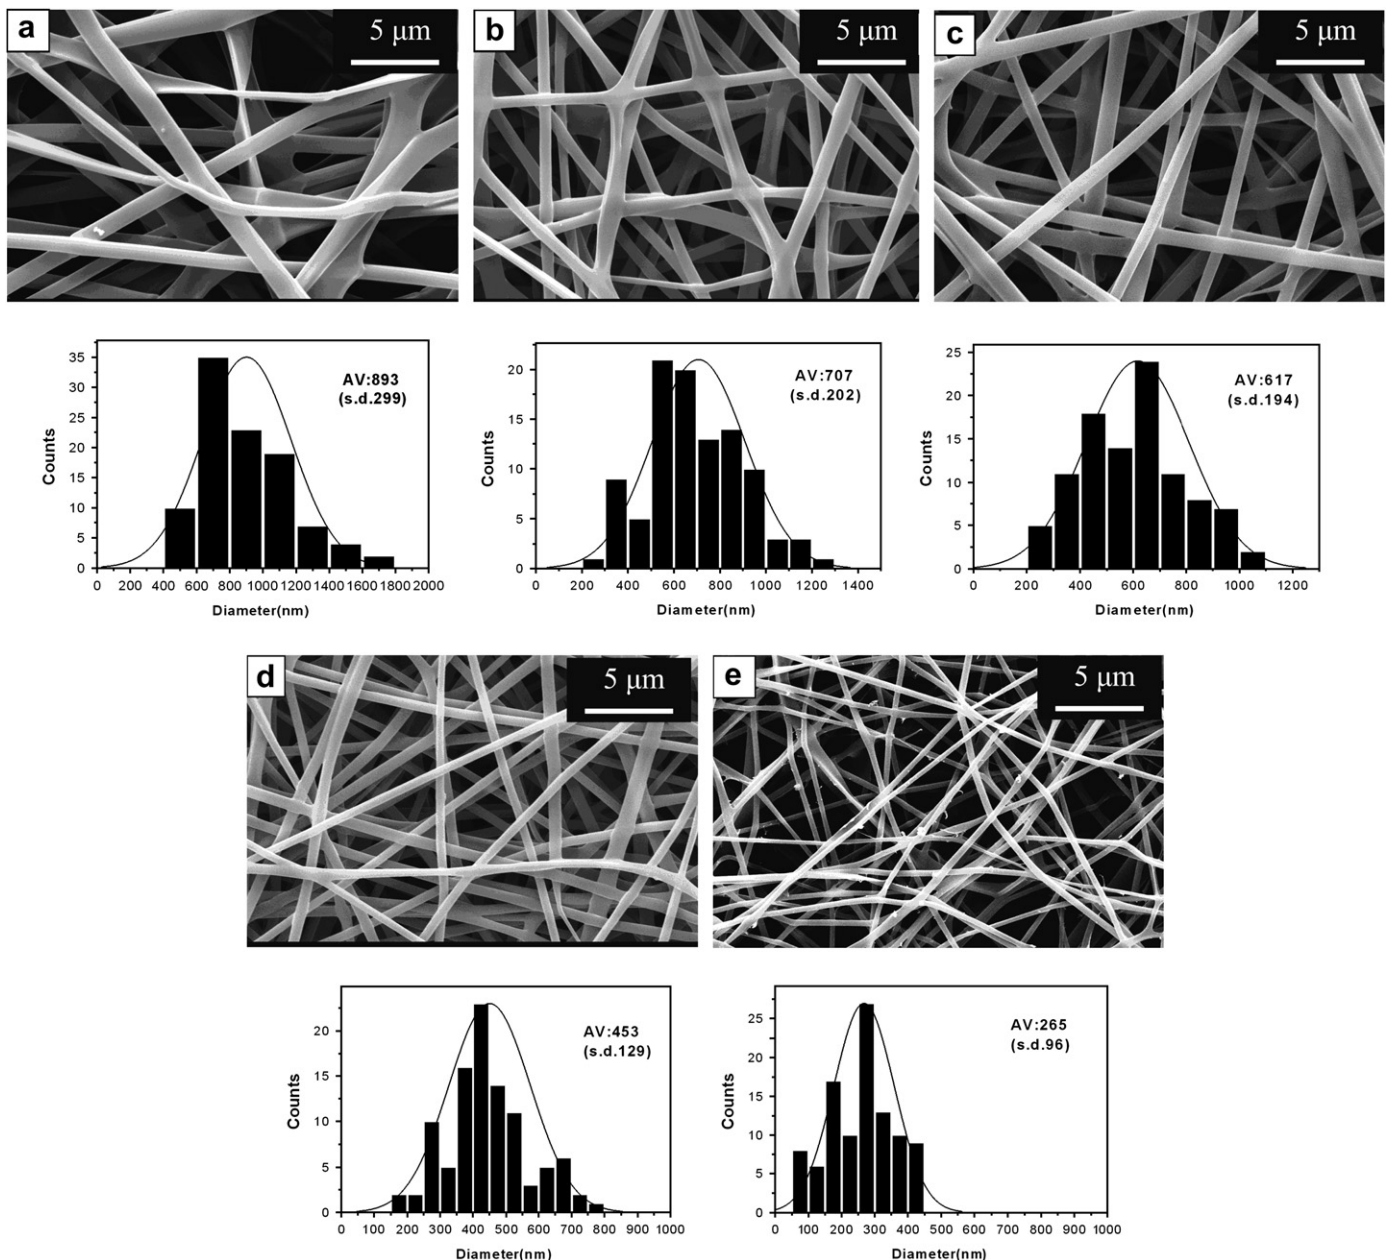 a
5 μm
b
5 μm
c
5 μm
35
30
25
20
15
10
5
0
Counts
AV:893
(s.d.299)
0 200 400 600 800 1000 1200 1400 1600 1800 2000
Diameter(nm)
20
15
10
5
0
Counts
AV:707
(s.d.202)
0 200 400 600 800 1000 1200 1400
Diameter(nm)
25
20
15
10
5
0
Counts
AV:617
(s.d.194)
0 200 400 600 800 1000 1200
Diameter(nm)
d
5 μm
e
5 μm
20
15
10
5
0
Counts
AV:453
(s.d.129)
0 100 200 300 400 500 600 700 800 900 1000
Diameter(nm)
25
20
15
10
5
0
Counts
AV:265
(s.d.96)
0 100 200 300 400 500 600 700 800 900 1000
Diameter(nm)